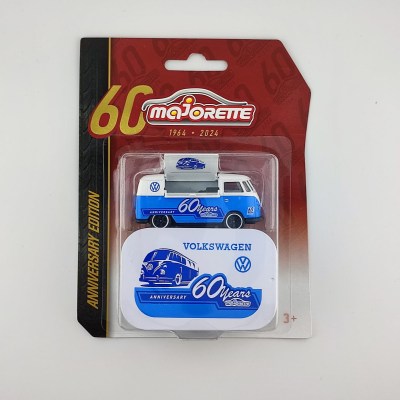 60
majorette
1964 • 2024
ANNIVERSARY EDITION
60 Years
ANNIVERSARY
VOLKSWAGEN
ANNIVERSARY
60 Years
3+